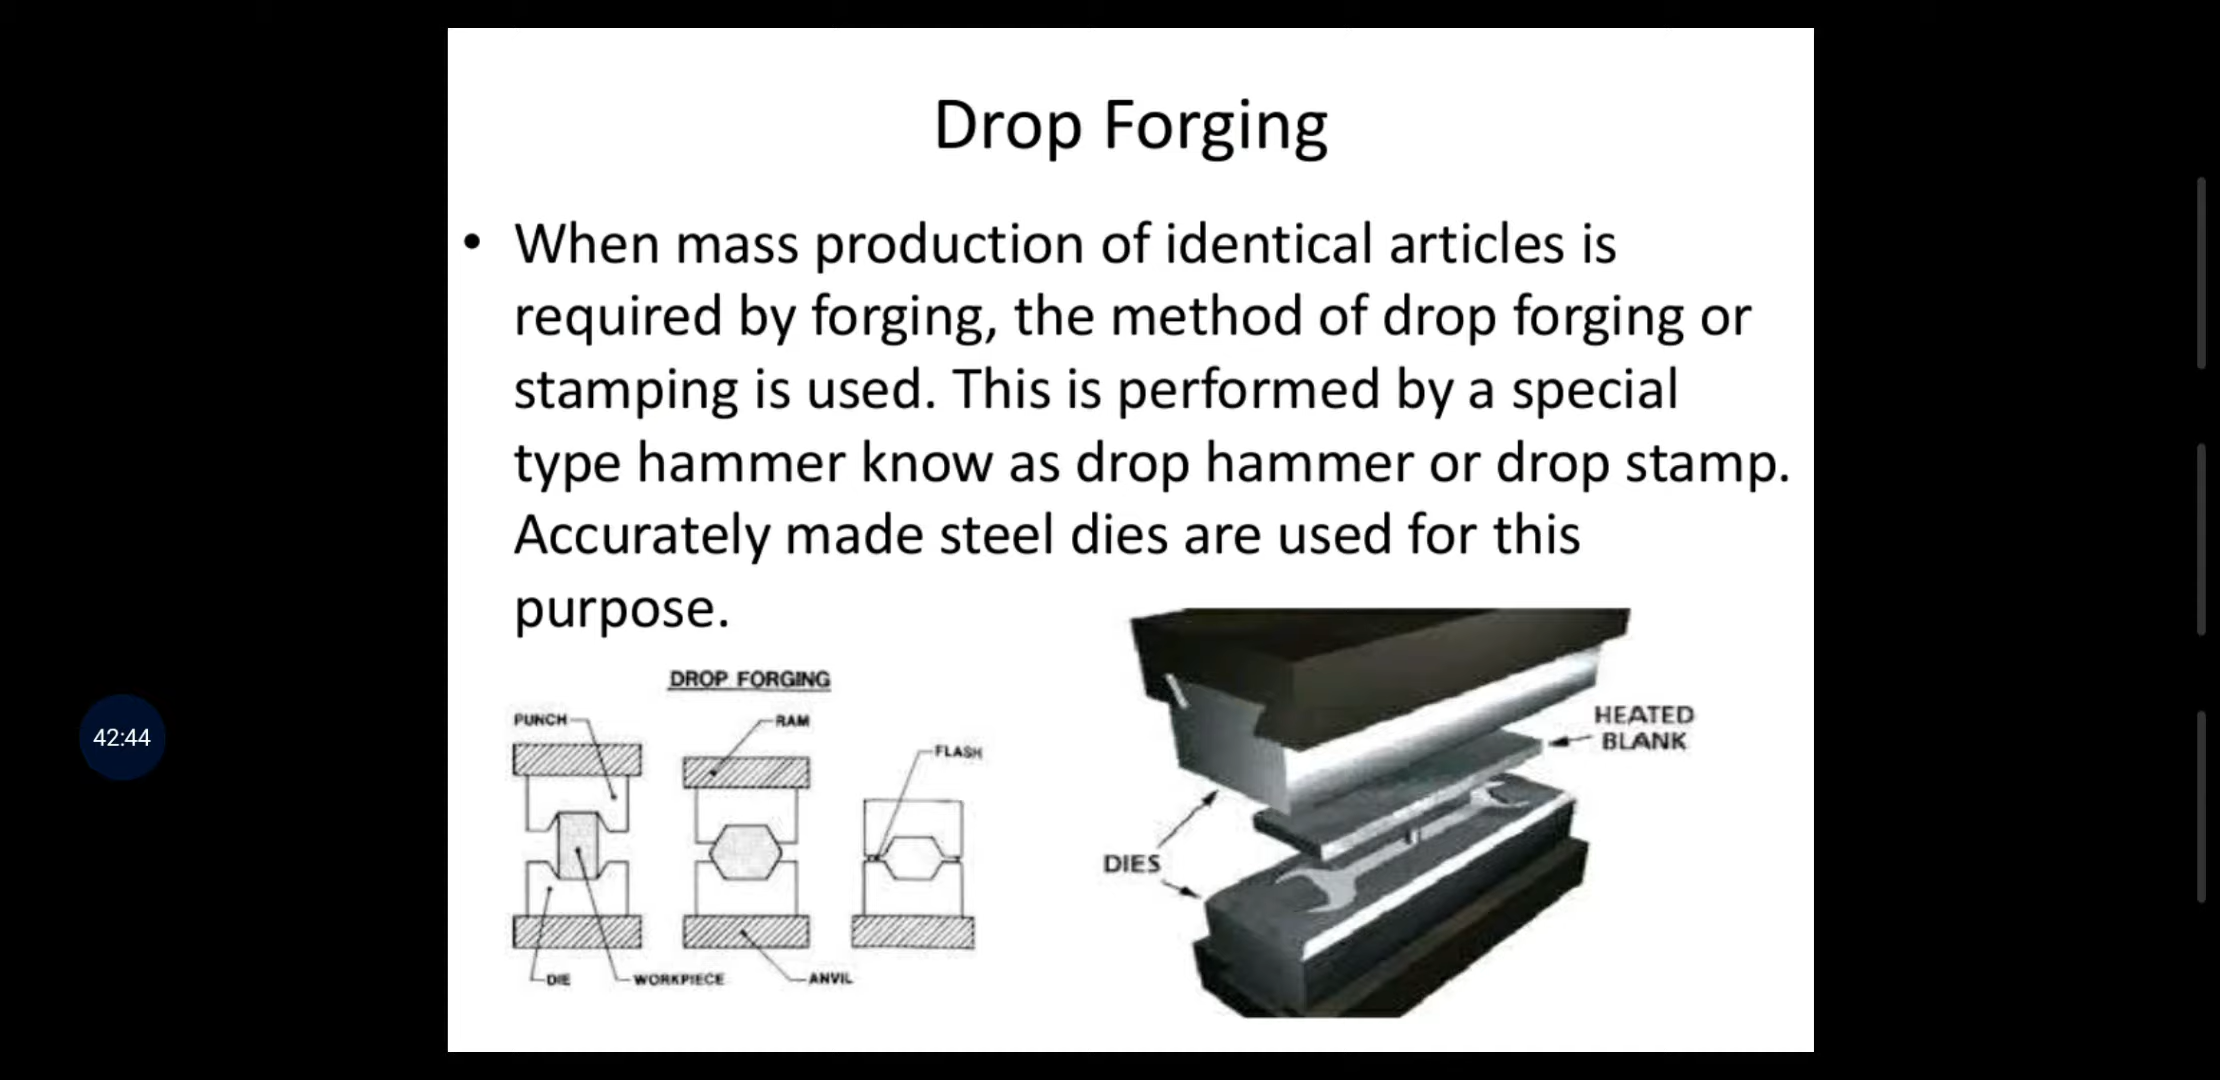 Drop Forging
• When mass production of identical articles is
required by forging, the method of drop forging or
stamping is used. This is performed by a special
type hammer know as drop hammer or drop stamp.
Accurately made steel dies are used for this
purpose.
DROP FORGING
PUNCH
RAM
FLASH
DIE
WORKPIECE
ANVIL
HEATED
BLANK
DIES
42:44